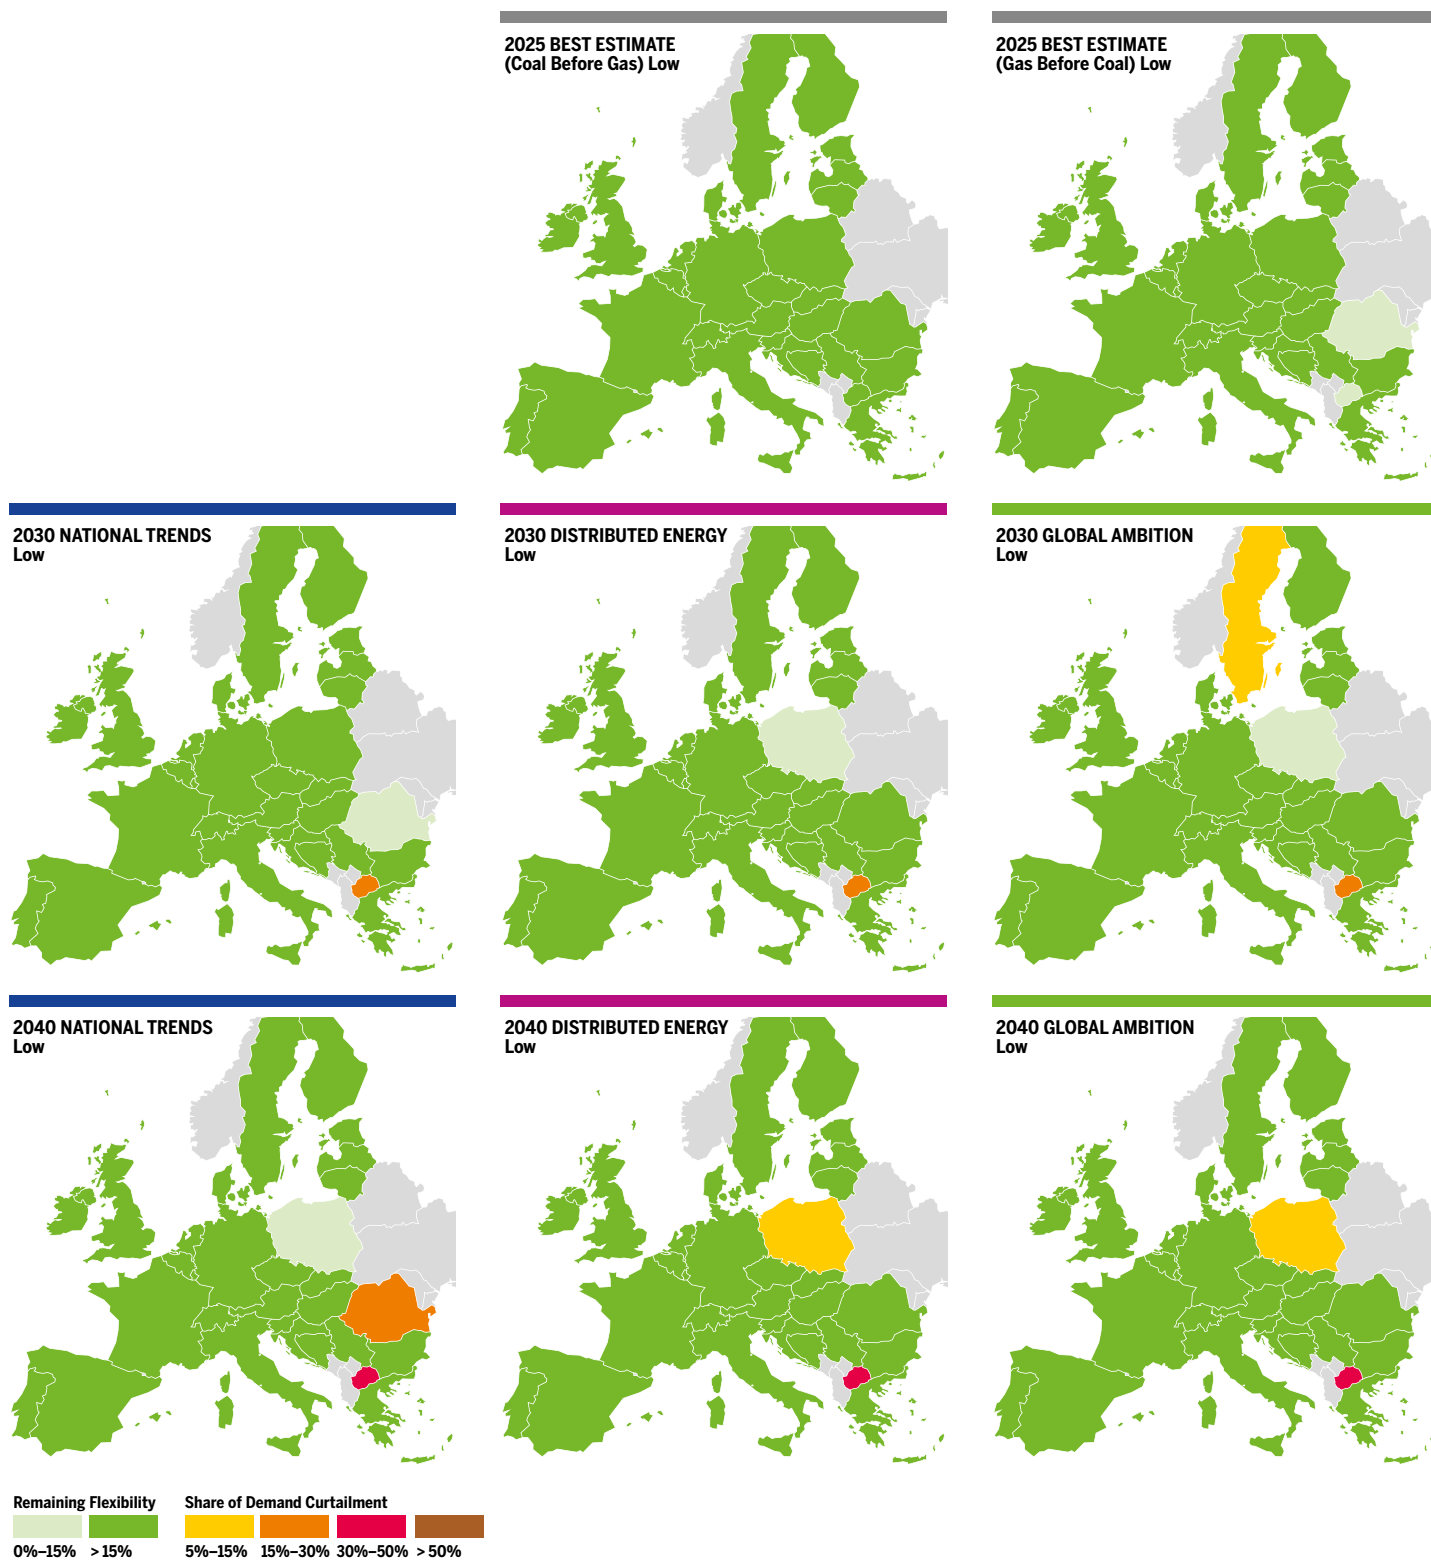 2025 BEST ESTIMATE
(Coal Before Gas) Low
2025 BEST ESTIMATE
(Gas Before Coal) Low
2030 NATIONAL TRENDS
Low
2030 DISTRIBUTED ENERGY
Low
2030 GLOBAL AMBITION
Low
2040 NATIONAL TRENDS
Low
2040 DISTRIBUTED ENERGY
Low
2040 GLOBAL AMBITION
Low
Remaining Flexibility
0%–15% > 15%
Share of Demand Curtailment
5%–15% 15%–30% 30%–50% > 50%